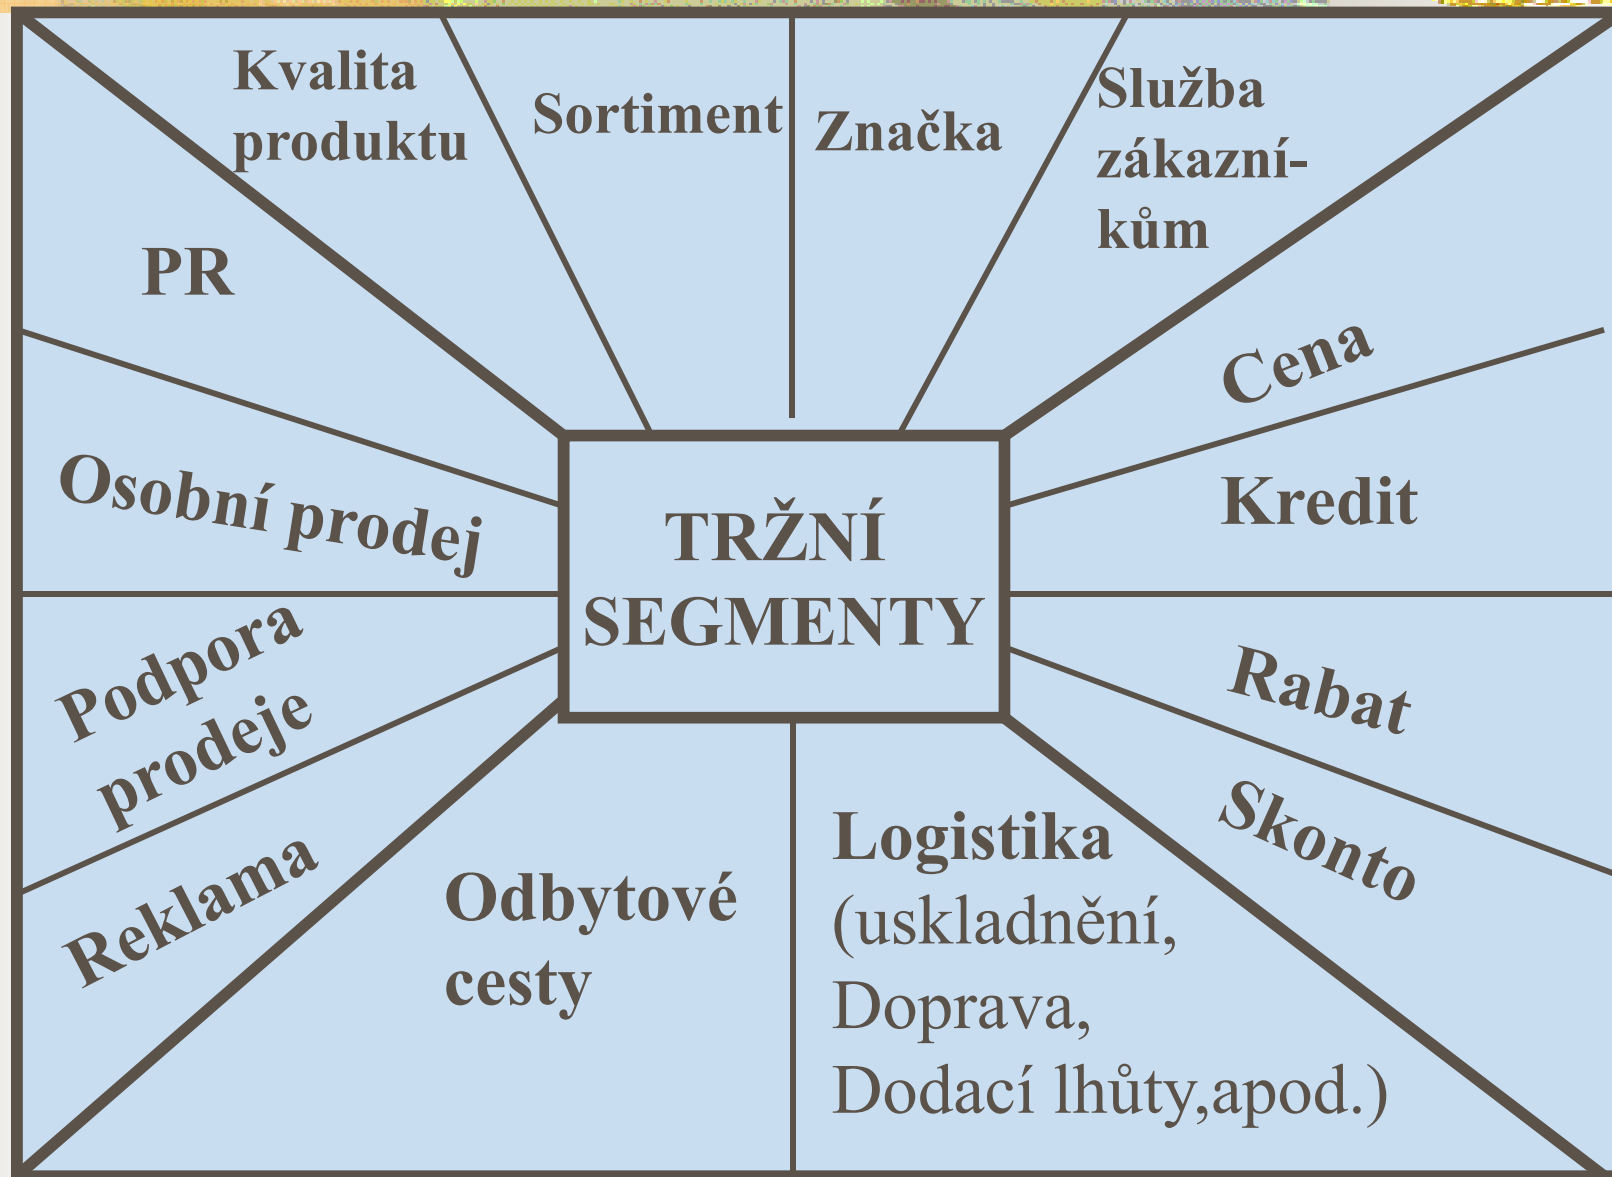 Kvalita
produktu
Sortiment
Značka
Služba
zákazní-
kům
PR
Cena
Osobní prodej
Kredit
TRŽNÍ
SEGMENTY
Podpora
prodeje
Rabat
Skonto
Reklama
Odbytové
cesty
Logistika
(uskladnění,
Doprava,
Dodací lhůty,apod.)